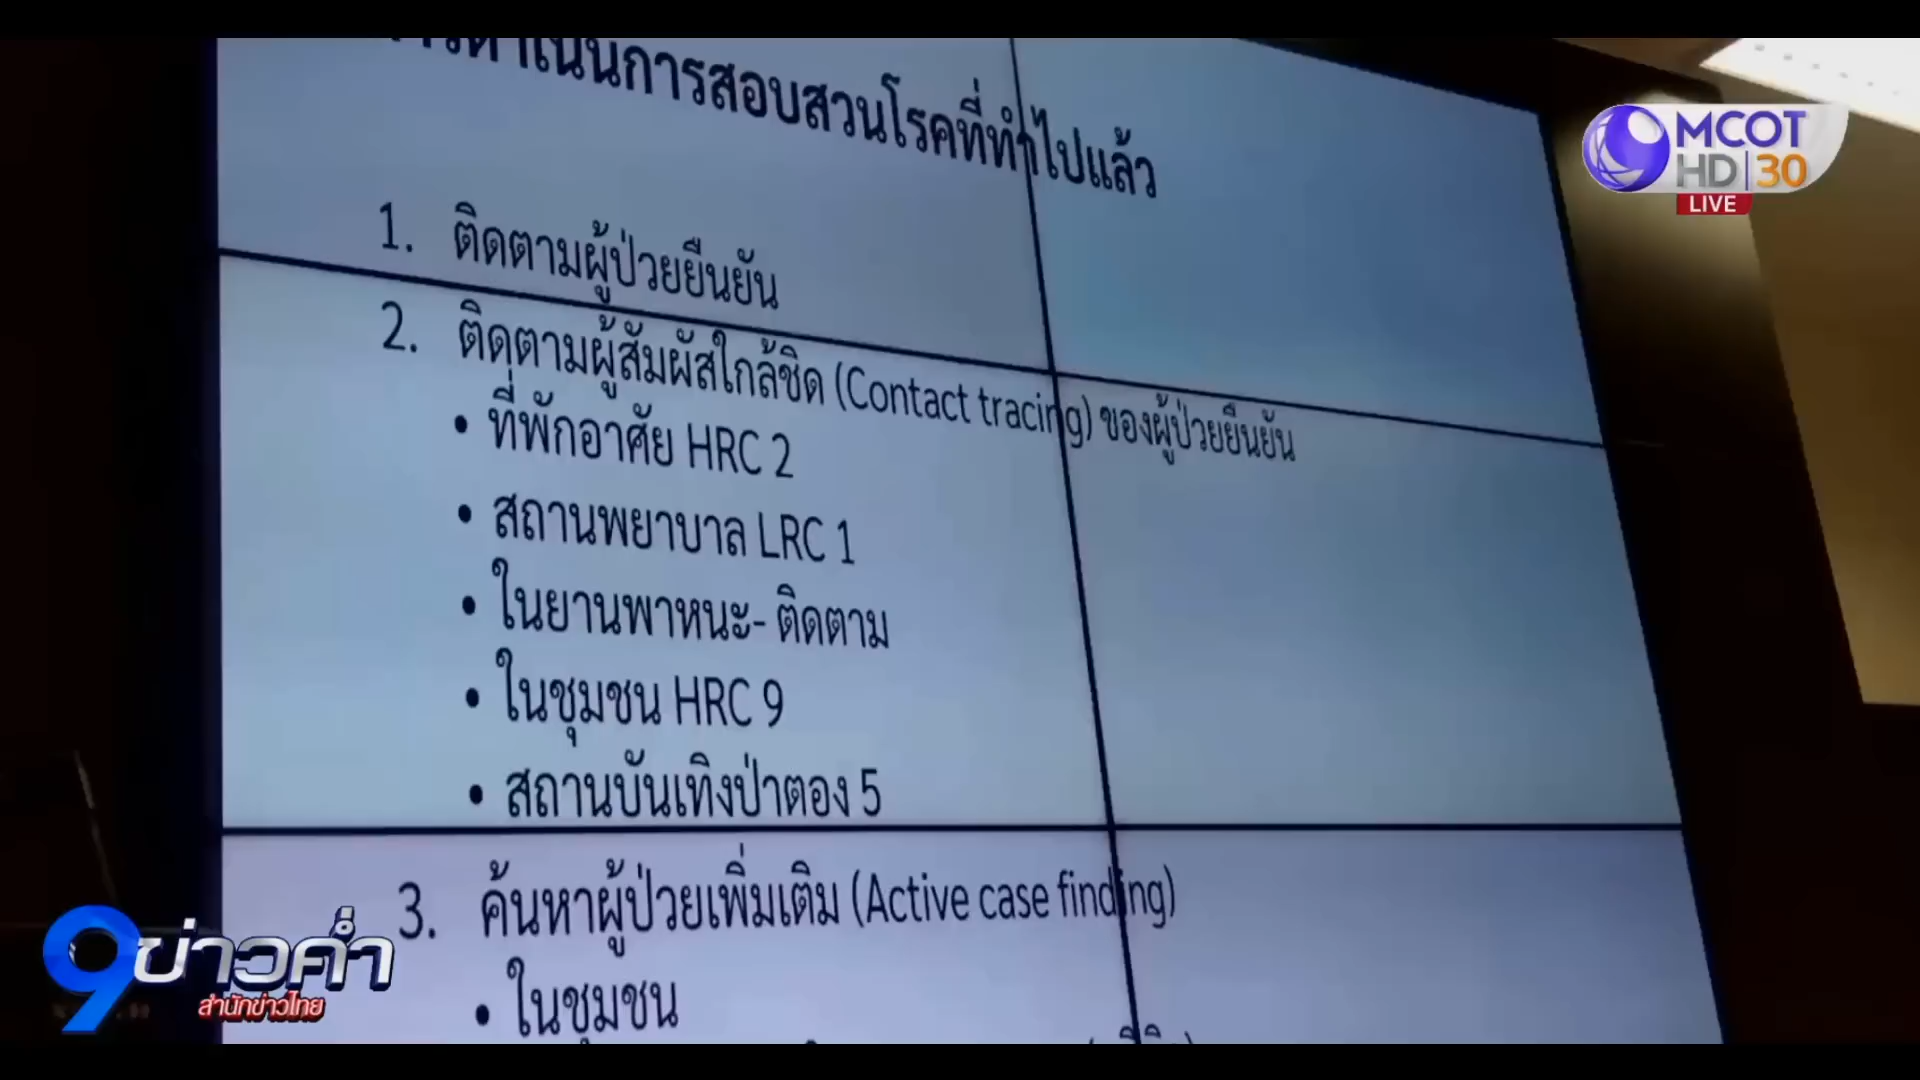 ดำเนินการสอบสวนโรคที่ทำไปแล้ว
1. ติดตามผู้ป่วยยืนยัน
2. ติดตามผู้สัมผัสใกล้ชิด (Contact tracing) ของผู้ป่วยยืนยัน
• ที่พักอาศัย HRC 2
• สถานพยาบาล LRC 1
• ในยานพาหนะ- ติดตาม
• ในชุมชน HRC 9
• สถานบันเทิงป่าตอง 5
3. ค้นหาผู้ป่วยเพิ่มเติม (Active case finding)
• ในชุมชน
MCOT
HD 30
LIVE
9 ข่าวค่ำ
สำนักข่าวไทย